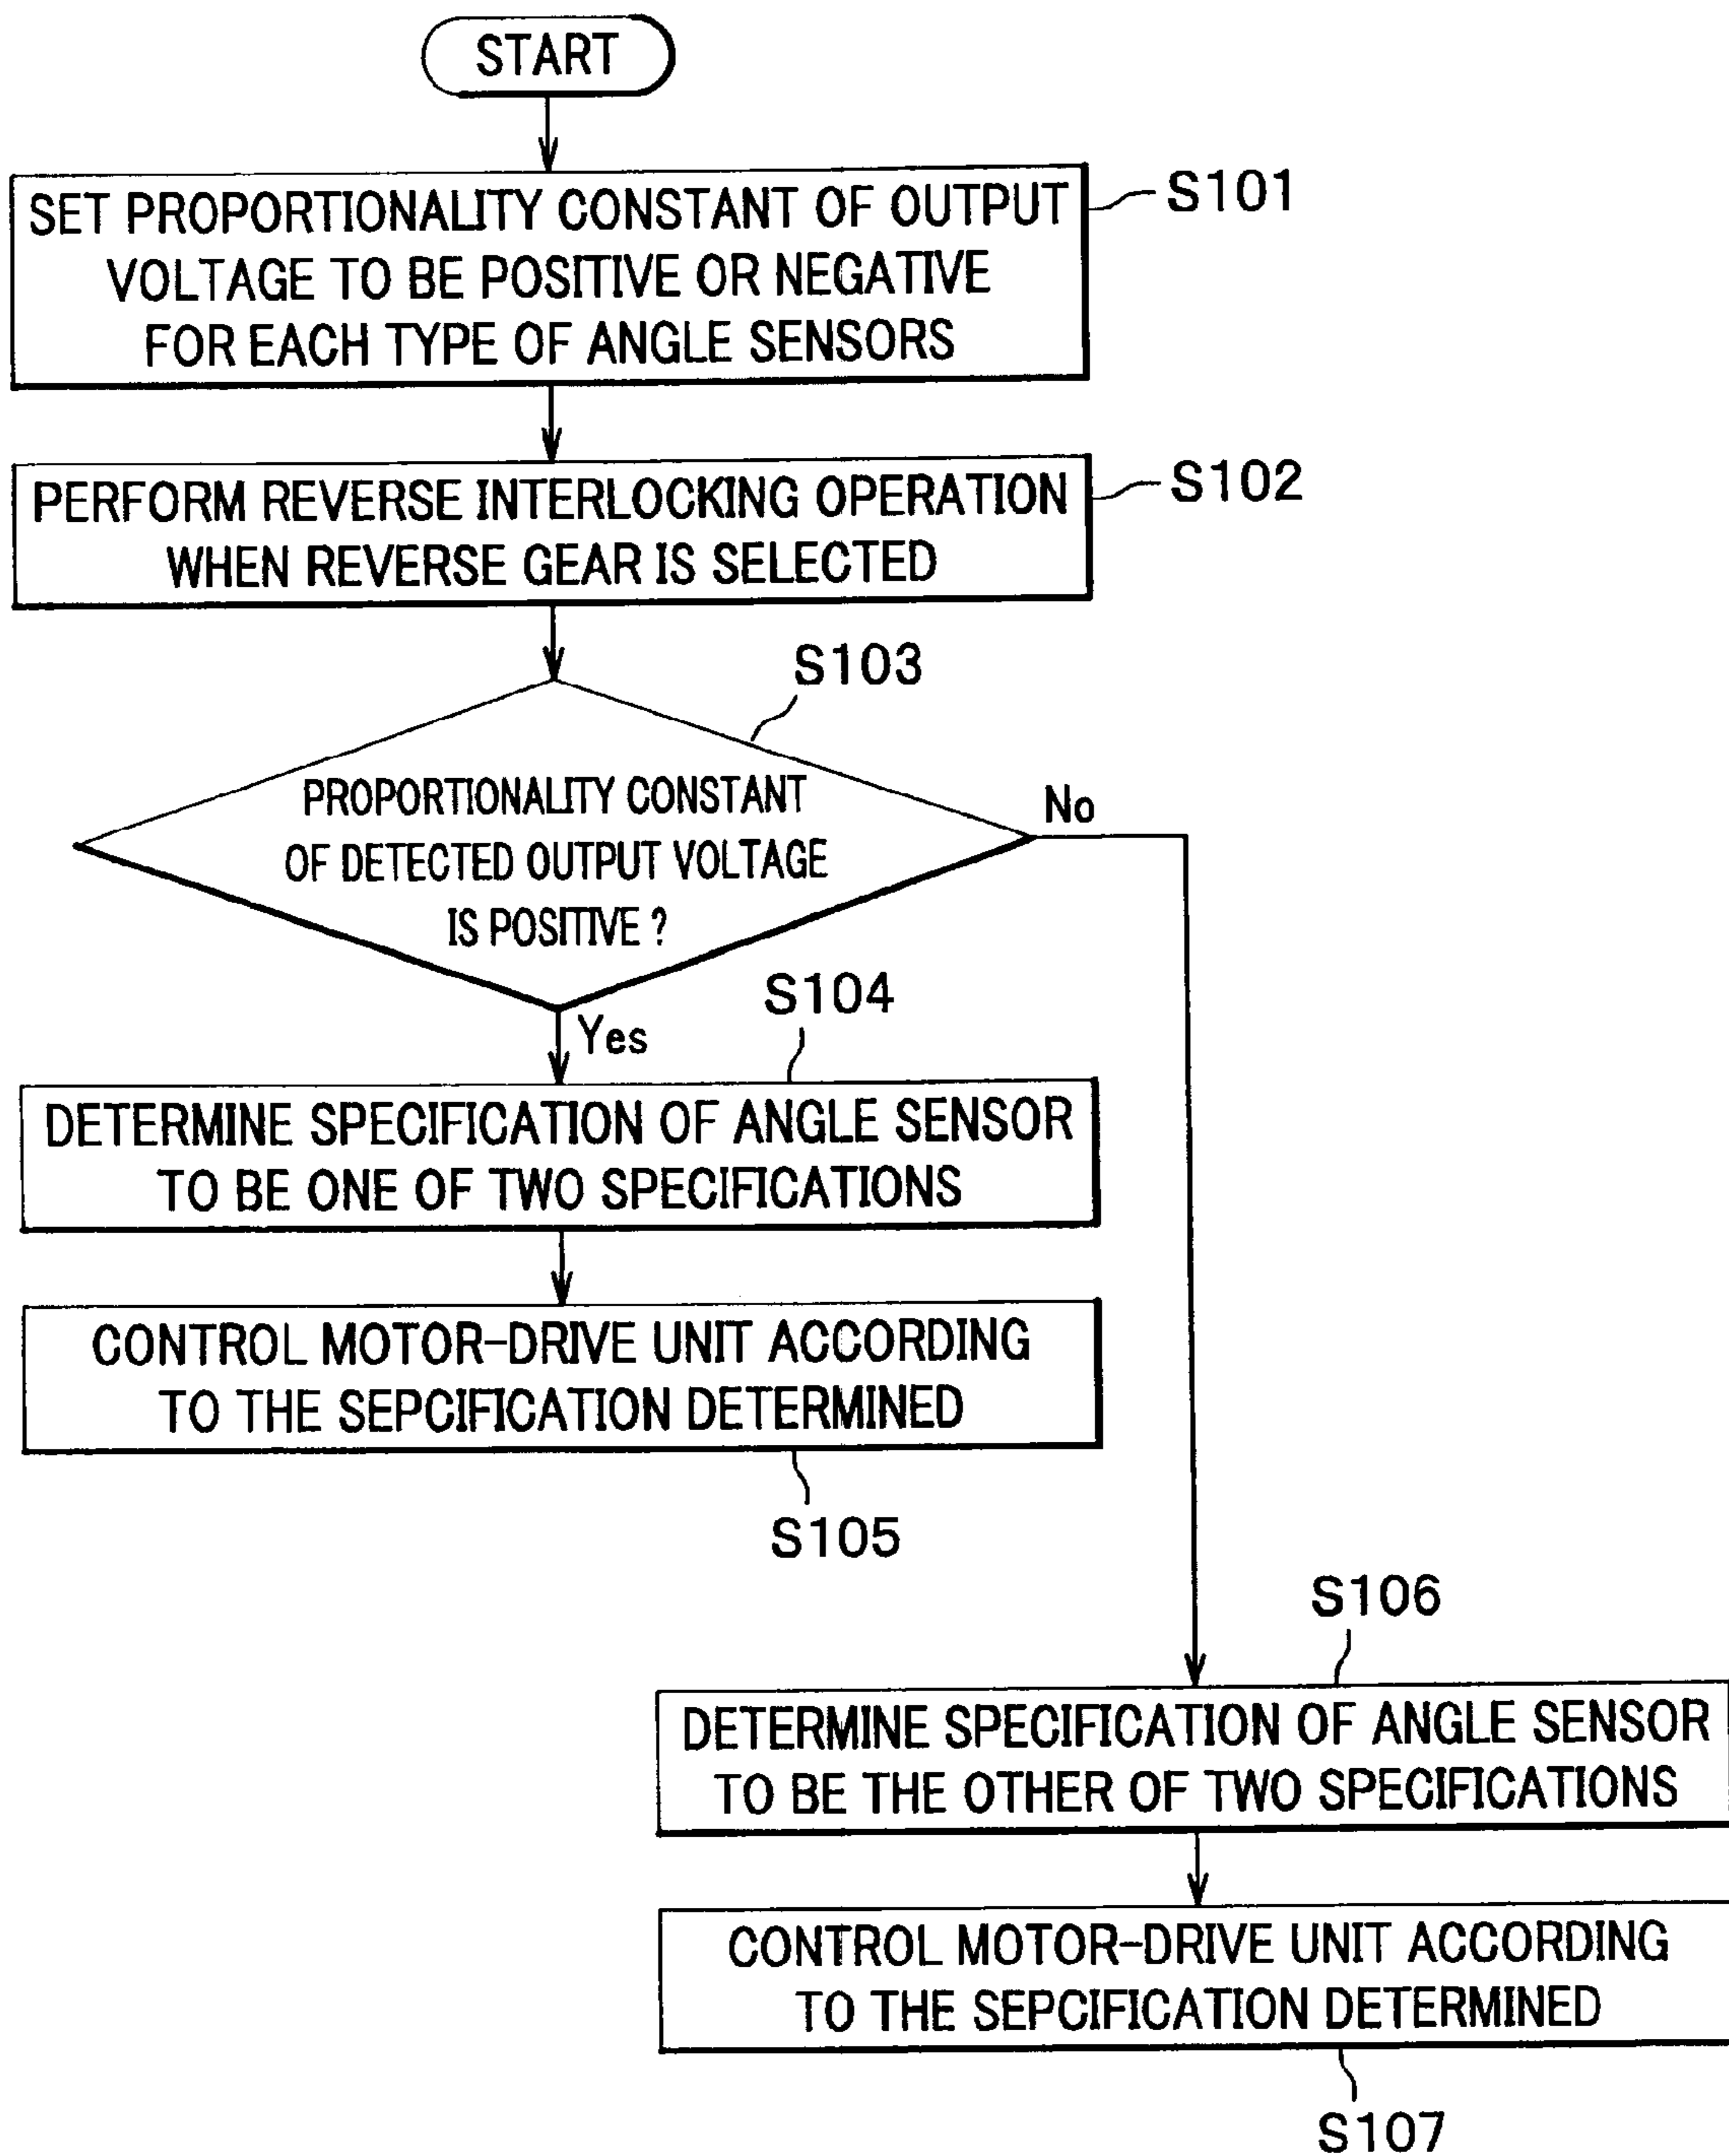 START
SET PROPORTIONALITY CONSTANT OF OUTPUT
VOLTAGE TO BE POSITIVE OR NEGATIVE
FOR EACH TYPE OF ANGLE SENSORS
S101
PERFORM REVERSE INTERLOCKING OPERATION
WHEN REVERSE GEAR IS SELECTED
S102
S103
PROPORTIONALITY CONSTANT
OF DETECTED OUTPUT VOLTAGE
IS POSITIVE ?
No
Yes
S104
DETERMINE SPECIFICATION OF ANGLE SENSOR
TO BE ONE OF TWO SPECIFICATIONS
CONTROL MOTOR-DRIVE UNIT ACCORDING
TO THE SEPCIFICATION DETERMINED
S105
S106
DETERMINE SPECIFICATION OF ANGLE SENSOR
TO BE THE OTHER OF TWO SPECIFICATIONS
CONTROL MOTOR-DRIVE UNIT ACCORDING
TO THE SEPCIFICATION DETERMINED
S107